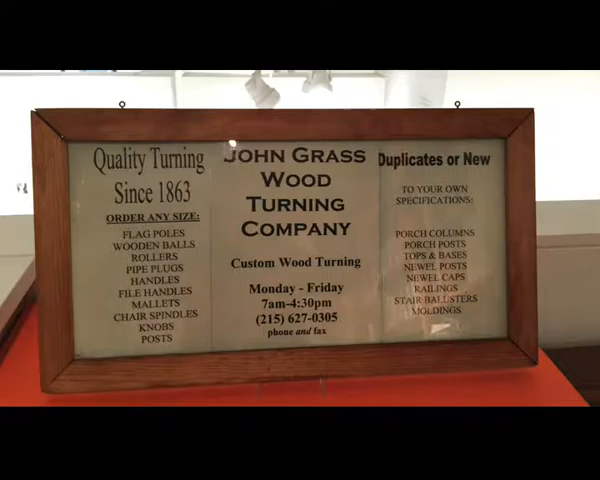 Quality Turning
Since 1863
ORDER ANY SIZE:
FLAG POLES
WOODEN BALLS
ROLLERS
PIPE PLUGS
HANDLES
FILE HANDLES
MALLETS
CHAIR SPINDLES
KNOBS
POSTS
JOHN GRASS
WOOD
TURNING
COMPANY
Custom Wood Turning
Monday - Friday
7am-4:30pm
(215) 627-0305
phone and fax
Duplicates or New
TO YOUR OWN
SPECIFICATIONS:
PORCH COLUMNS
PORCH POSTS
TOPS & BASES
NEWEL POSTS
NEWEL CAPS
RAILINGS
STAIR BALUSTERS
MOLDINGS